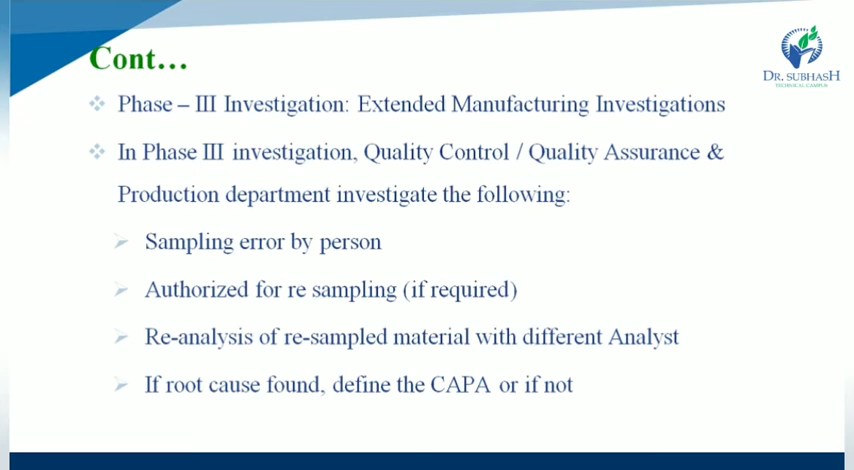 Cont...
DR. SUBHASH
TECHNICAL CAMPUS
Phase – III Investigation: Extended Manufacturing Investigations
In Phase III investigation, Quality Control / Quality Assurance &
Production department investigate the following:
Sampling error by person
Authorized for re sampling (if required)
Re-analysis of re-sampled material with different Analyst
If root cause found, define the CAPA or if not